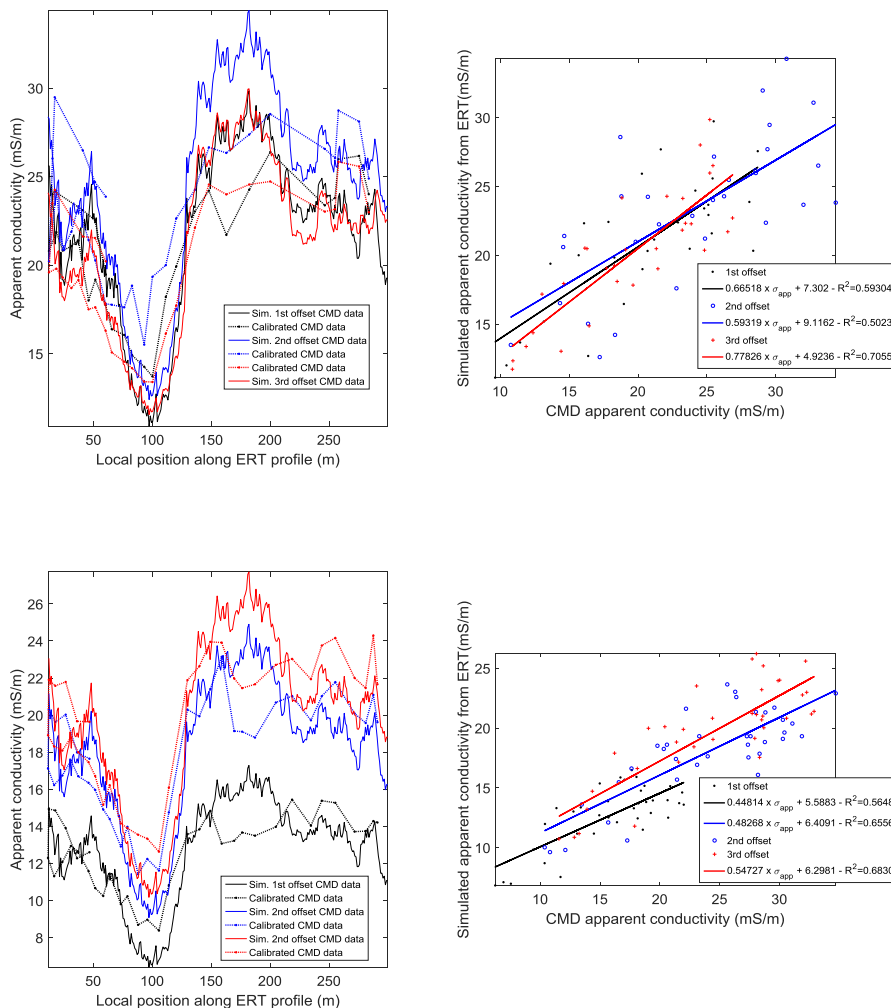 Apparent conductivity (mS/m)
30
25
20
15
50
100
150
200
250
Local position along ERT profile (m)
Sim. 1st offset CMD data
Calibrated CMD data
Sim. 2nd offset CMD data
Calibrated CMD data
Calibrated CMD data
Sim. 3rd offset CMD data
Simulated apparent conductivity from ERT(mS/m)
30
25
20
15
10
15
20
25
30
CMD apparent conductivity (mS/m)
1st offset
0.66518 x σapp + 7.302 - R2=0.59304
2nd offset
0.59319 x σapp + 9.1162 - R2=0.5023
3rd offset
0.77826 x σapp + 4.9236 - R2=0.7055
Apparent conductivity (mS/m)
26
24
22
20
18
16
14
12
10
8
50
100
150
200
250
Local position along ERT profile (m)
Sim. 1st offset CMD data
Calibrated CMD data
Sim. 2nd offset CMD data
Calibrated CMD data
Sim. 2nd offset CMD data
Calibrated CMD data
Simulated apparent conductivity from ERT(mS/m)
25
20
15
10
10
15
20
25
30
CMD apparent conductivity (mS/m)
1st offset
0.44814 x σapp + 5.5883 - R2=0.5648
0.48268 x σapp + 6.4091 - R2=0.6556
2nd offset
3rd offset
0.54727 x σapp + 6.2981 - R2=0.6830